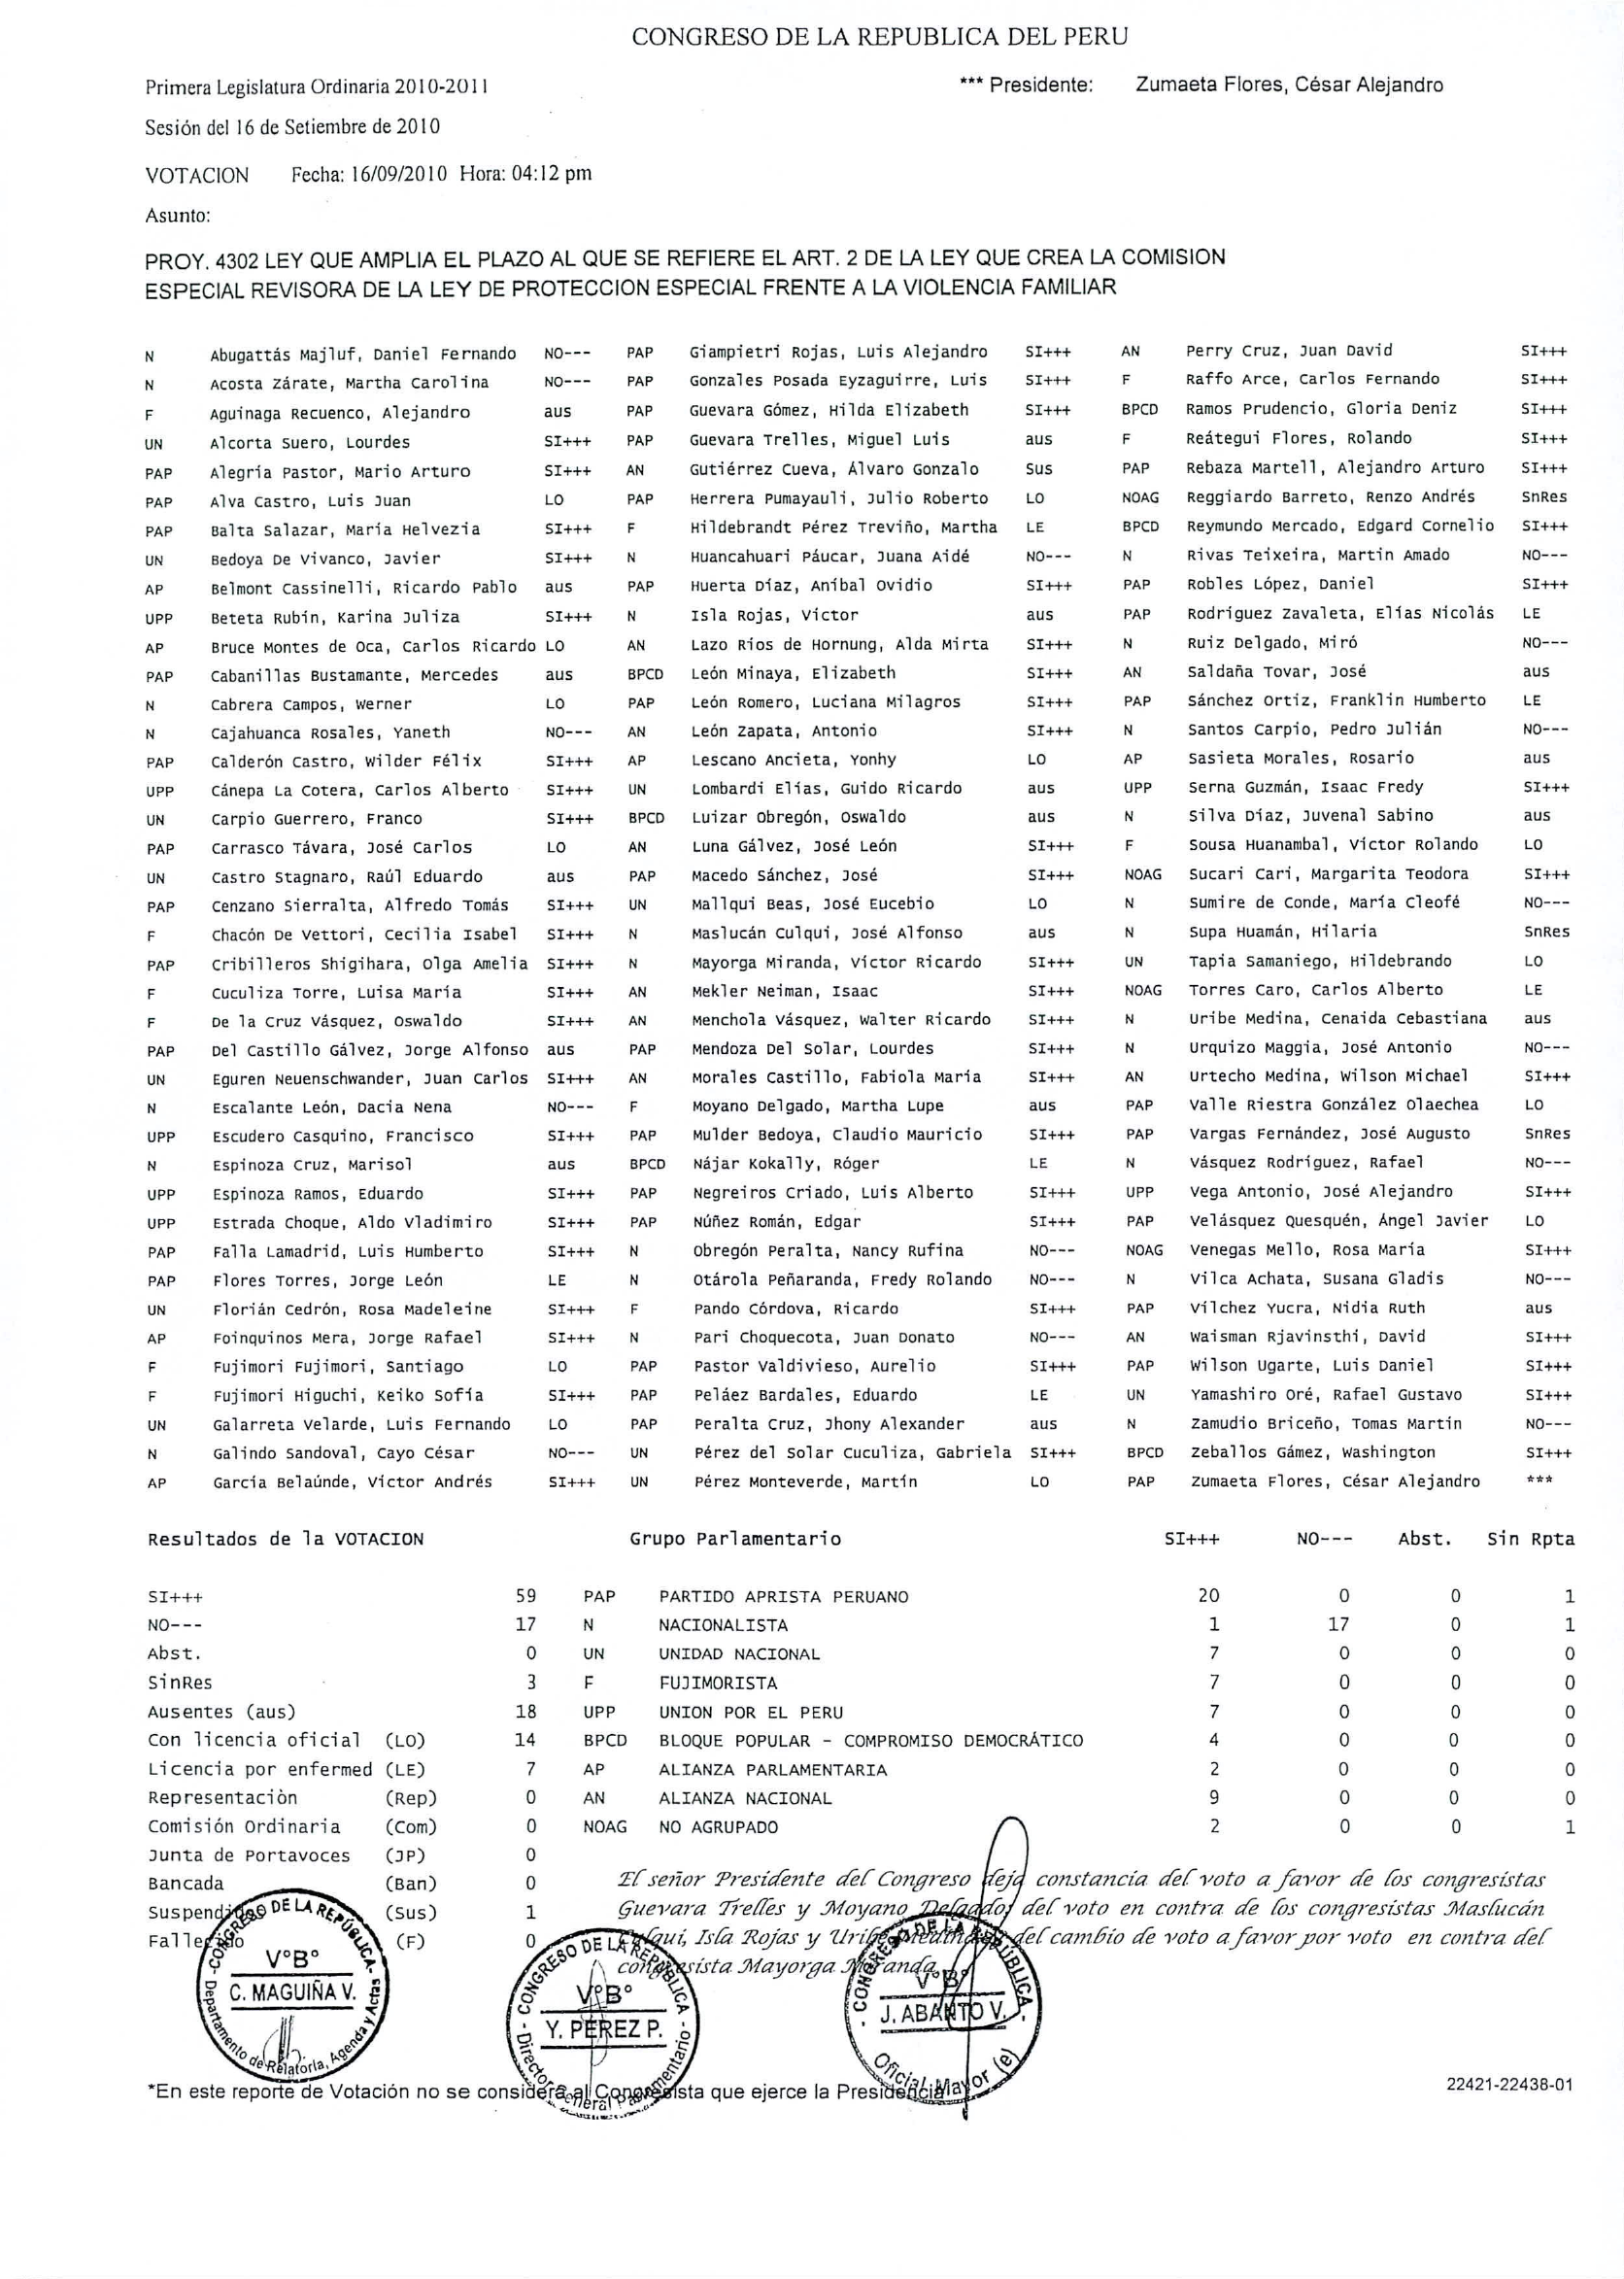 CONGRESO DE LA REPUBLICA DEL PERU
Primera Legislatura Ordinaria 2010-2011 *** Presidente: Zumaeta Flores, César Alejandro
Sesión del 16 de Setiembre de 2010
VOTACION Fecha: 16/09/2010 Hora: 04:12 pm
Asunto:
PROY. 4302 LEY QUE AMPLIA EL PLAZO AL QUE SE REFIERE EL ART. 2 DE LA LEY QUE CREA LA COMISION
ESPECIAL REVISORA DE LA LEY DE PROTECCION ESPECIAL FRENTE A LA VIOLENCIA FAMILIAR
N Abugattás Majluf, Daniel Fernando NO--- PAP Giampietri Rojas, Luis Alejandro SI+++ AN Perry Cruz, Juan David SI+++
N Acosta Zárate, Martha Carolina NO--- PAP Gonzales Posada Eyzaguirre, Luis SI+++ F Raffo Arce, Carlos Fernando SI+++
F Aguinaga Recuenco, Alejandro aus PAP Guevara Gómez, Hilda Elizabeth SI+++ BPCD Ramos Prudencio, Gloria Deniz SI+++
UN Alcorta Suero, Lourdes SI+++ PAP Guevara Trelles, Miguel Luis aus F Reátegui Flores, Rolando SI+++
PAP Alegría Pastor, Mario Arturo SI+++ AN Gutiérrez Cueva, Álvaro Gonzalo Sus PAP Rebaza Martell, Alejandro Arturo SI+++
PAP Alva Castro, Luis Juan LO PAP Herrera Pumayauli, Julio Roberto LO NOAG Reggiardo Barreto, Renzo Andrés SnRes
PAP Balta Salazar, María Helvezia SI+++ F Hildebrandt Pérez Treviño, Martha LE BPCD Reymundo Mercado, Edgard Cornelio SI+++
UN Bedoya De Vivanco, Javier SI+++ N Huancahuari Páucar, Juana Aidé NO--- N Rivas Teixeira, Martin Amado NO---
AP Belmont Cassinelli, Ricardo Pablo aus PAP Huerta Díaz, Aníbal Ovidio SI+++ PAP Robles López, Daniel SI+++
UPP Beteta Rubín, Karina Juliza SI+++ N Isla Rojas, Víctor aus PAP Rodríguez Zavaleta, Elías Nicolás LE
AP Bruce Montes de Oca, Carlos Ricardo LO AN Lazo Ríos de Hornung, Alda Mirta SI+++ N Ruiz Delgado, Miró NO---
PAP Cabanillas Bustamante, Mercedes aus BPCD León Minaya, Elizabeth SI+++ AN Saldaña Tovar, José aus
N Cabrera Campos, Werner LO PAP León Romero, Luciana Milagros SI+++ PAP Sánchez Ortiz, Franklin Humberto LE
N Cajahuanca Rosales, Yaneth NO--- AN León Zapata, Antonio SI+++ N Santos Carpio, Pedro Julián NO---
PAP Calderón Castro, Wilder Félix SI+++ AP Lescano Ancieta, Yonhy LO AP Sasieta Morales, Rosario aus
UPP Cánepa La Cotera, Carlos Alberto SI+++ UN Lombardi Elías, Guido Ricardo aus UPP Serna Guzmán, Isaac Fredy SI+++
UN Carpio Guerrero, Franco SI+++ BPCD Luizar Obregón, Oswaldo aus N Silva Díaz, Juvenal Sabino aus
PAP Carrasco Távara, José Carlos LO AN Luna Gálvez, José León SI+++ F Sousa Huanambal, Víctor Rolando LO
UN Castro Stagnaro, Raúl Eduardo aus PAP Macedo Sánchez, José SI+++ NOAG Sucari Cari, Margarita Teodora SI+++
PAP Cenzano Sierralta, Alfredo Tomás SI+++ UN Mallqui Beas, José Eucebio LO N Sumire de Conde, María Cleofé NO---
F Chacón De Vettori, Cecilia Isabel SI+++ N Maslucán Culqui, José Alfonso aus N Supa Huamán, Hilaria SnRes
PAP Cribilleros Shigihara, Olga Amelia SI+++ N Mayorga Miranda, Víctor Ricardo SI+++ UN Tapia Samaniego, Hildebrando LO
F Cuculiza Torre, Luisa María SI+++ AN Mekler Neiman, Isaac SI+++ NOAG Torres Caro, Carlos Alberto LE
F De la Cruz Vásquez, Oswaldo SI+++ AN Menchola Vásquez, Walter Ricardo SI+++ N Uribe Medina, Cenaida Cebastiana aus
PAP Del Castillo Gálvez, Jorge Alfonso aus PAP Mendoza Del Solar, Lourdes SI+++ N Urquizo Maggia, José Antonio NO---
UN Eguren Neuenschwander, Juan Carlos SI+++ AN Morales Castillo, Fabiola María SI+++ AN Urtecho Medina, Wilson Michael SI+++
N Escalante León, Dacia Nena NO--- F Moyano Delgado, Martha Lupe aus PAP Valle Riestra González Olaechea LO
UPP Escudero Casquino, Francisco SI+++ PAP Mulder Bedoya, Claudio Mauricio SI+++ PAP Vargas Fernández, José Augusto SnRes
N Espinoza Cruz, Marisol aus BPCD Nájar Kokally, Róger LE N Vásquez Rodríguez, Rafael NO---
UPP Espinoza Ramos, Eduardo SI+++ PAP Negreiros Criado, Luis Alberto SI+++ UPP Vega Antonio, José Alejandro SI+++
UPP Estrada Choque, Aldo Vladimiro SI+++ PAP Núñez Román, Edgar SI+++ PAP Velásquez Quesquén, Ángel Javier LO
PAP Falla Lamadrid, Luis Humberto SI+++ N Obregón Peralta, Nancy Rufina NO--- NOAG Venegas Mello, Rosa María SI+++
PAP Flores Torres, Jorge León LE N Otárola Peñaranda, Fredy Rolando NO--- N Vilca Achata, Susana Gladis NO---
UN Florián Cedrón, Rosa Madeleine SI+++ F Pando Córdova, Ricardo SI+++ PAP Vílchez Yucra, Nidia Ruth aus
AP Foinquinos Mera, Jorge Rafael SI+++ N Pari Choquecota, Juan Donato NO--- AN Waisman Rjavinsthi, David SI+++
F Fujimori Fujimori, Santiago LO PAP Pastor Valdivieso, Aurelio SI+++ PAP Wilson Ugarte, Luis Daniel SI+++
F Fujimori Higuchi, Keiko Sofía SI+++ PAP Peláez Bardales, Eduardo LE UN Yamashiro Oré, Rafael Gustavo SI+++
UN Galarreta Velarde, Luis Fernando LO PAP Peralta Cruz, Jhony Alexander aus N Zamudio Briceño, Tomas Martin NO---
N Galindo Sandoval, Cayo César NO--- UN Pérez del Solar Cuculiza, Gabriela SI+++ BPCD Zeballos Gámez, Washington SI+++
AP García Belaúnde, Víctor Andrés SI+++ UN Pérez Monteverde, Martín LO PAP Zumaeta Flores, César Alejandro ***
Resultados de la VOTACION Grupo Parlamentario SI+++ NO--- Abst. Sin Rpta
SI+++ 59 PAP PARTIDO APRISTA PERUANO 20 0 0 1
NO--- 17 N NACIONALISTA 1 17 0 1
Abst. 0 UN UNIDAD NACIONAL 7 0 0 0
SinRes 3 F FUJIMORISTA 7 0 0 0
Ausentes (aus) 18 UPP UNION POR EL PERU 7 0 0 0
Con licencia oficial (LO) 14 BPCD BLOQUE POPULAR - COMPROMISO DEMOCRÁTICO 4 0 0 0
Licencia por enfermed (LE) 7 AP ALIANZA PARLAMENTARIA 2 0 0 0
Representación (Rep) 0 AN ALIANZA NACIONAL 9 0 0 0
Comisión Ordinaria (Com) 0 NOAG NO AGRUPADO 2 0 0 1
Junta de Portavoces (JP) 0
Bancada (Ban) 0 El señor Presidente del Congreso deja constancia del voto a favor de los congresistas
Suspendido (Sus) 1 Guevara Trelles y Moyano Delgado; del voto en contra de los congresistas Maslucán
Fallecido (F) 0 Culqui, Isla Rojas y Uribe Medina; del cambio de voto a favor por voto en contra del
congresista Mayorga Miranda.
-CONGRESO DE LA REPÚBLICA-
V°B°
C. MAGUIÑA V.
Departamento de Relatoría, Agenda y Actas
- CONGRESO DE LA REPUBLICA -
V°B°
Y. PEREZ P.
Director General Parlamentario
- CONGRESO DE LA REPÚBLICA -
V°B°
J. ABANTO V.
Oficial Mayor (e)
*En este reporte de Votación no se considera al Congresista que ejerce la Presidencia
22421-22438-01